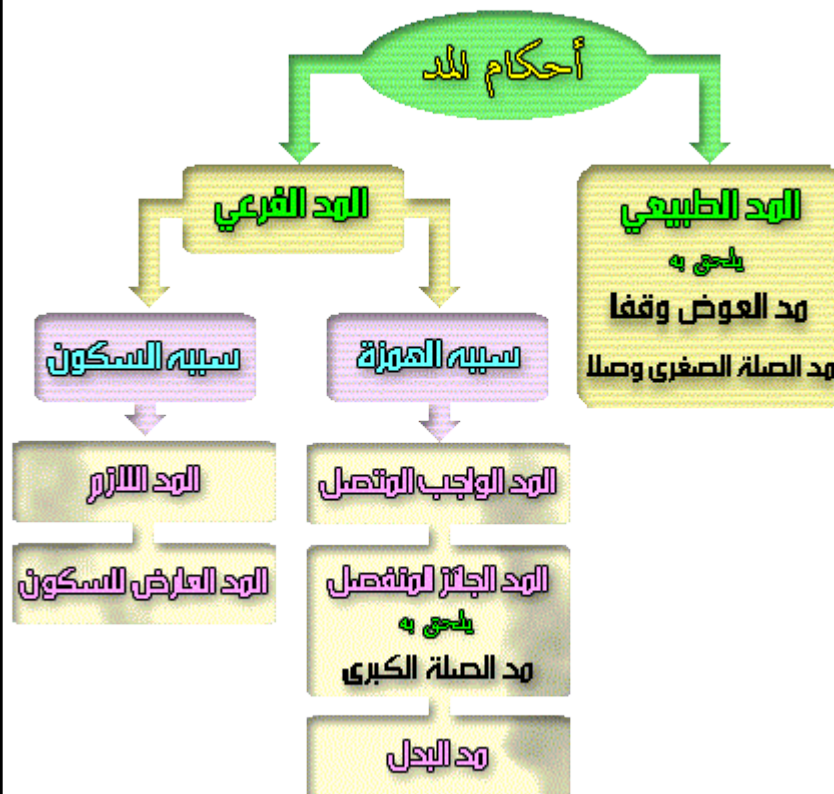 أحكام المد
المد الطبيعي
يلحق به
مد العوض وقفا
مد الصلة الصغرى وصلا
المد الفرعي
سببه الهمزة
المد الواجب المتصل
المد الجائز المنفصل
يلحق به
مد الصلة الكبرى
مد البدل
سببه السكون
المد اللازم
المد العارض للسكون